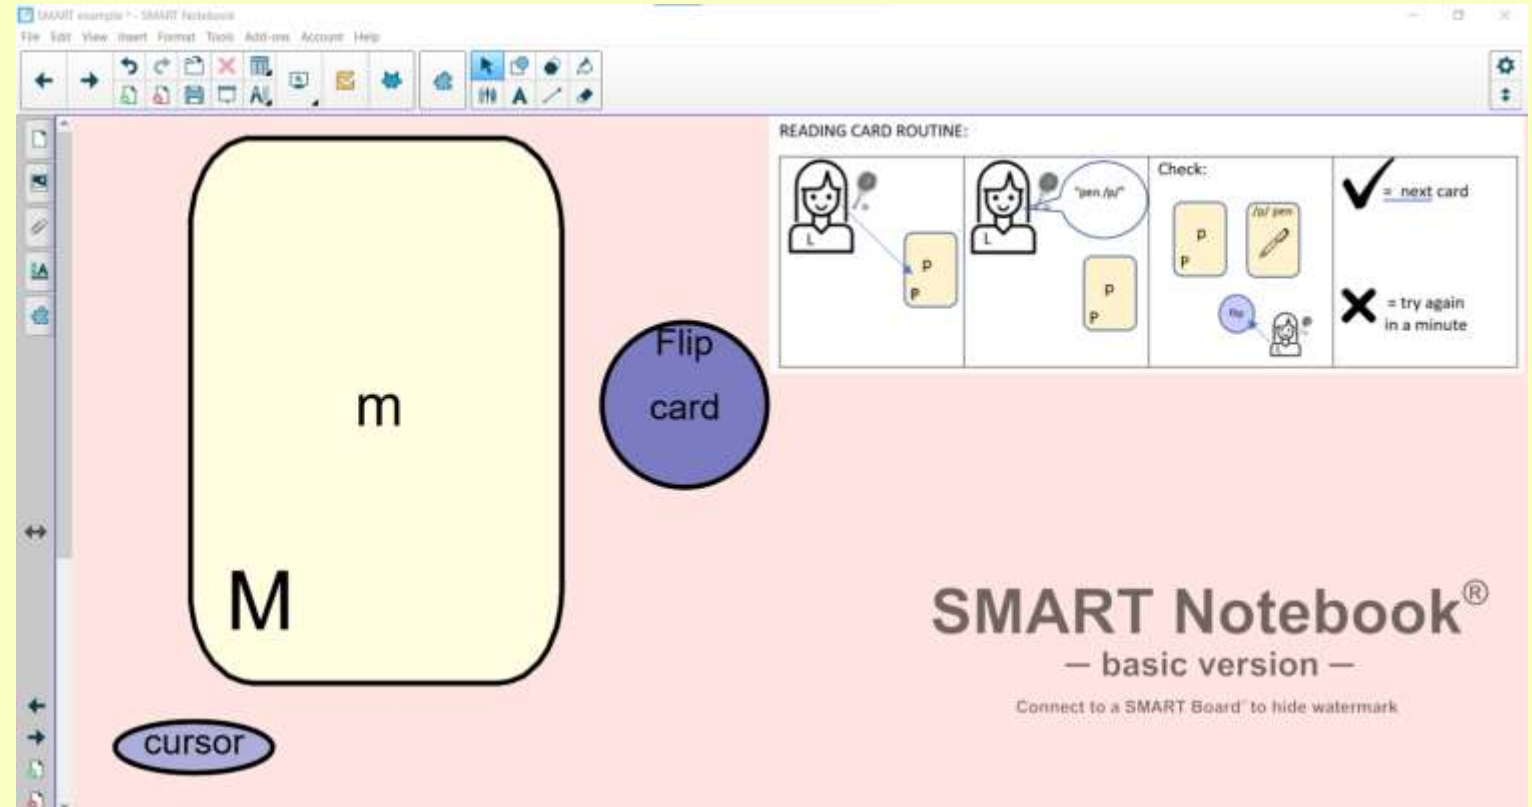 SMART example * - SMART Notebook
File Edit View Insert Format Tools Add-ons Account Help
READING CARD ROUTINE:
L
p
P
L
"pen /p/"
p
P
Check:
p
P
/p/ pen
flip
L
= next card
= try again
in a minute
Flip
card
m
M
cursor
SMART Notebook®
— basic version —
Connect to a SMART Board® to hide watermark